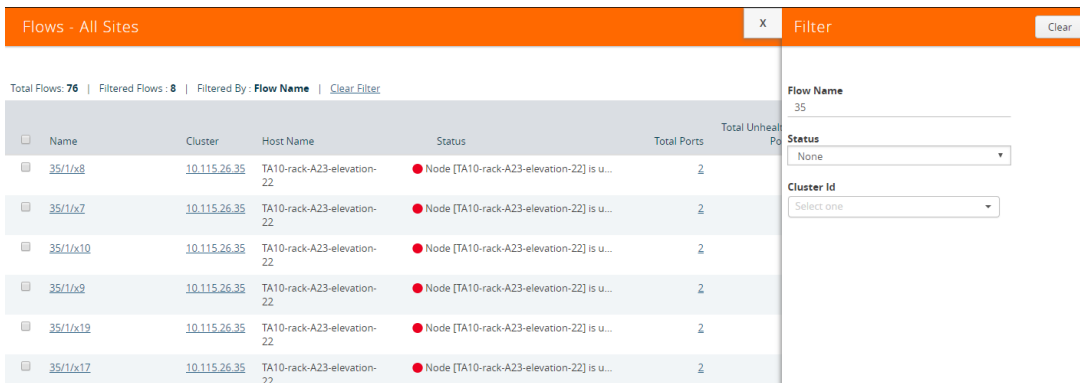 Flows - All Sites
X
Filter
Clear
Total Flows: 76 | Filtered Flows : 8 | Filtered By : Flow Name | Clear Filter
Name Cluster Host Name Status Total Ports Total Unhealt
Po
35/1/x8 10.115.26.35 TA10-rack-A23-elevation-
22 Node [TA10-rack-A23-elevation-22] is u... 2
35/1/x7 10.115.26.35 TA10-rack-A23-elevation-
22 Node [TA10-rack-A23-elevation-22] is u... 2
35/1/x10 10.115.26.35 TA10-rack-A23-elevation-
22 Node [TA10-rack-A23-elevation-22] is u... 2
35/1/x9 10.115.26.35 TA10-rack-A23-elevation-
22 Node [TA10-rack-A23-elevation-22] is u... 2
35/1/x19 10.115.26.35 TA10-rack-A23-elevation-
22 Node [TA10-rack-A23-elevation-22] is u... 2
35/1/x17 10.115.26.35 TA10-rack-A23-elevation-
22 Node [TA10-rack-A23-elevation-22] is u... 2
Flow Name
35
Status
None
Cluster Id
Select one